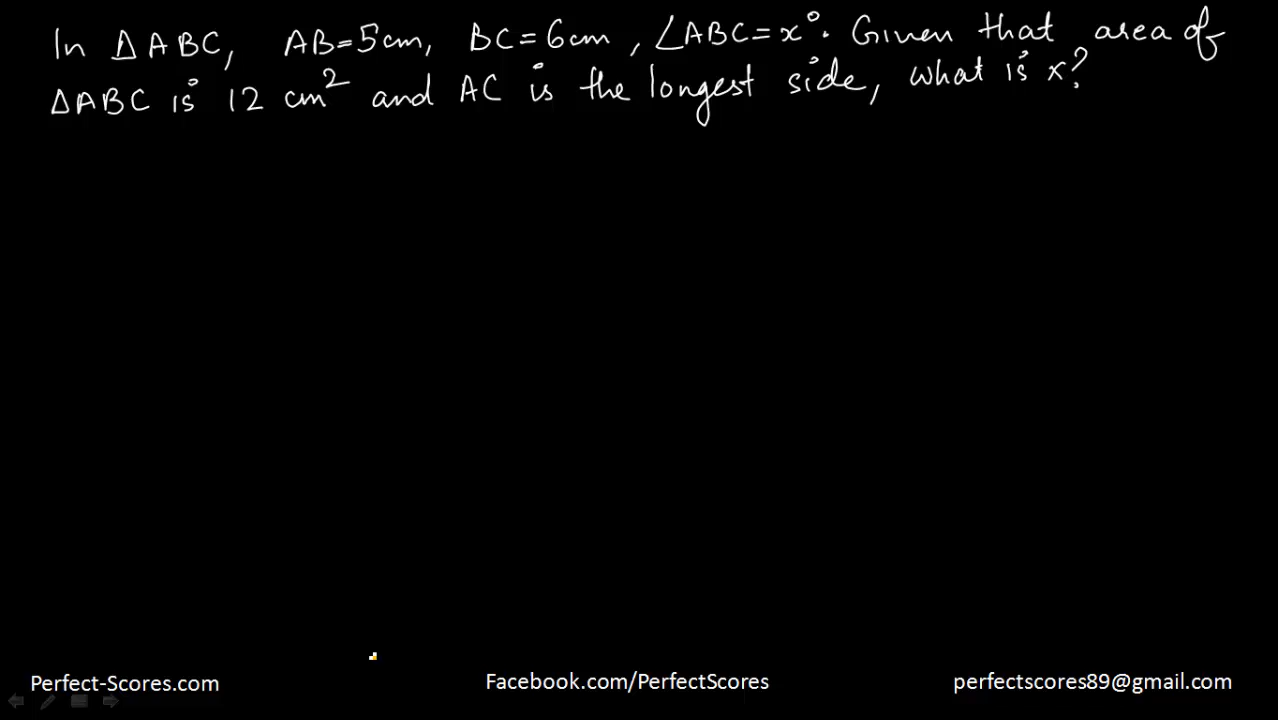 In ΔABC, AB=5cm, BC=6cm, ∠ABC=x°. Given that area of
ΔABC is 12 cm² and AC is the longest side, what is x?
Perfect-Scores.com Facebook.com/PerfectScores perfectscores89@gmail.com